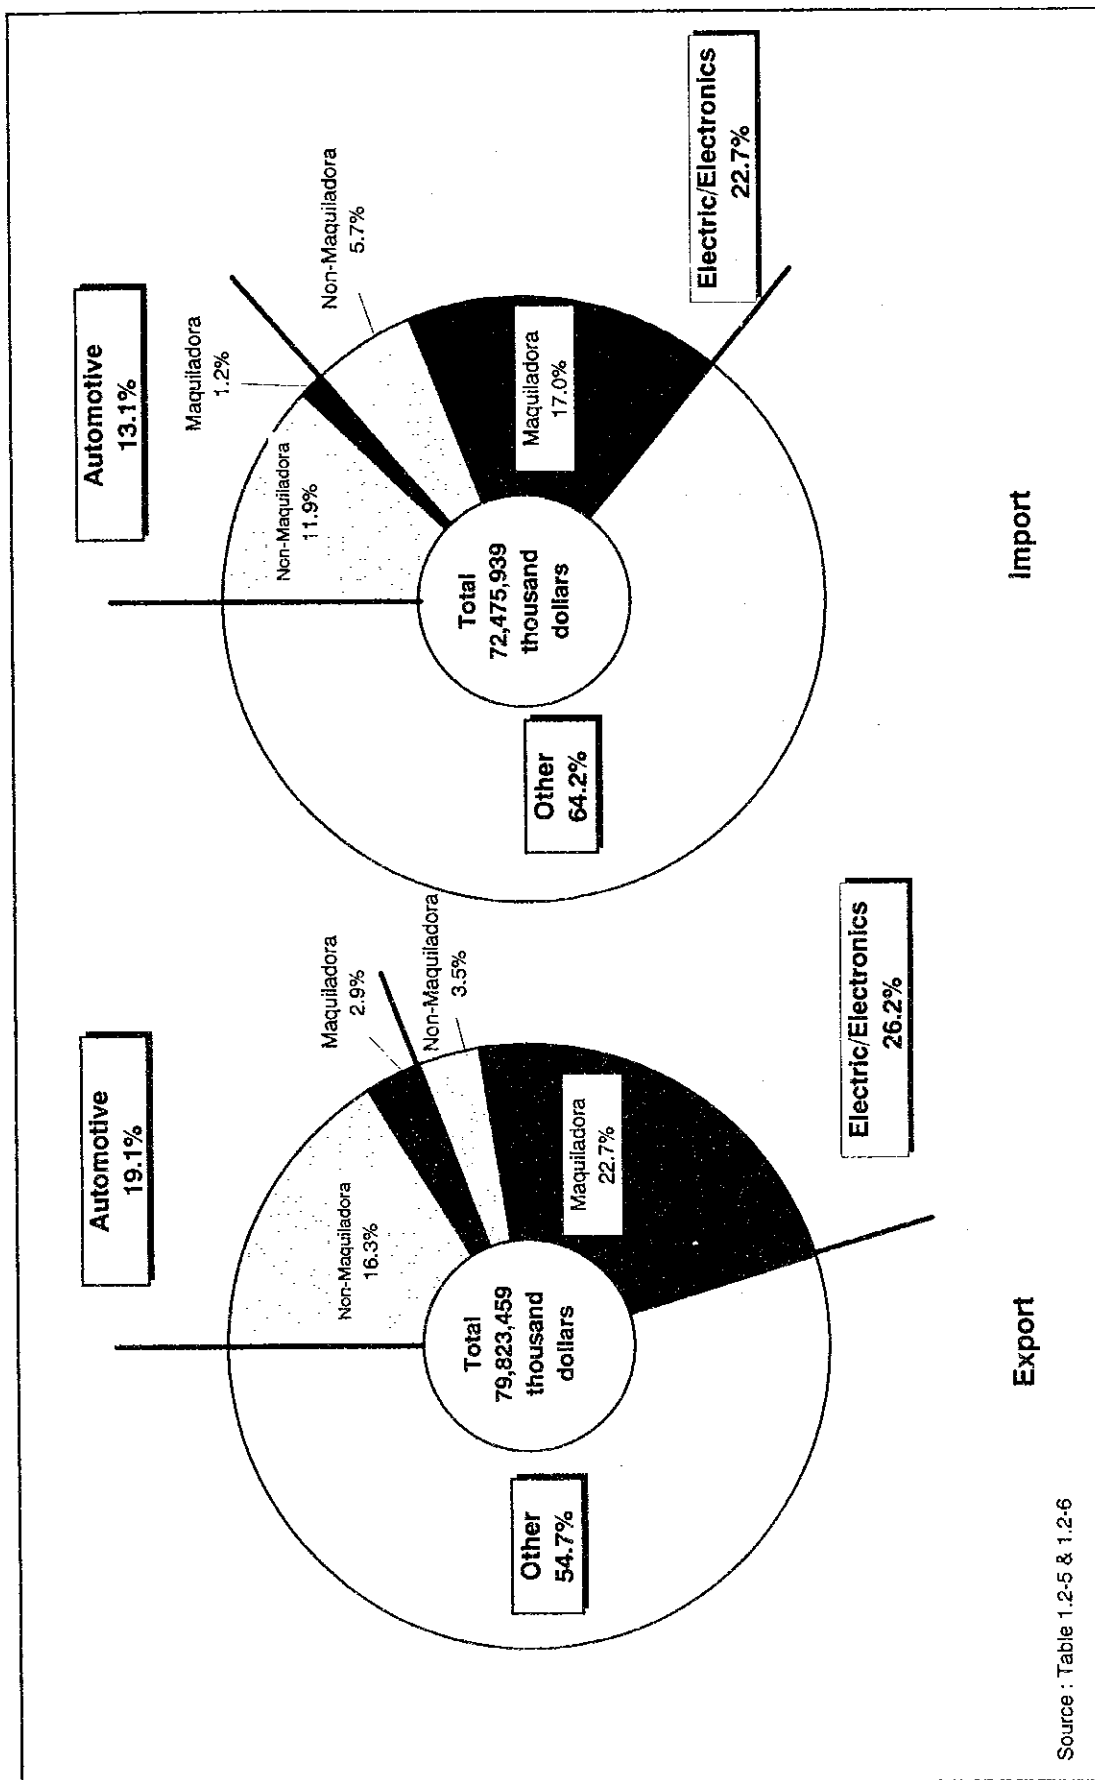 Automotive
19.1%
Maquiladora
2.9%
Non-Maquiladora
16.3%
Non-Maquiladora
3.5%
Total
79,823,459
thousand
dollars
Maquiladora
22.7%
Other
54.7%
Electric/Electronics
26.2%
Export
Automotive
13.1%
Maquiladora
1.2%
Non-Maquiladora
11.9%
Non-Maquiladora
5.7%
Total
72,475,939
thousand
dollars
Maquiladora
17.0%
Other
64.2%
Electric/Electronics
22.7%
Import
Source : Table 1.2-5 & 1.2-6